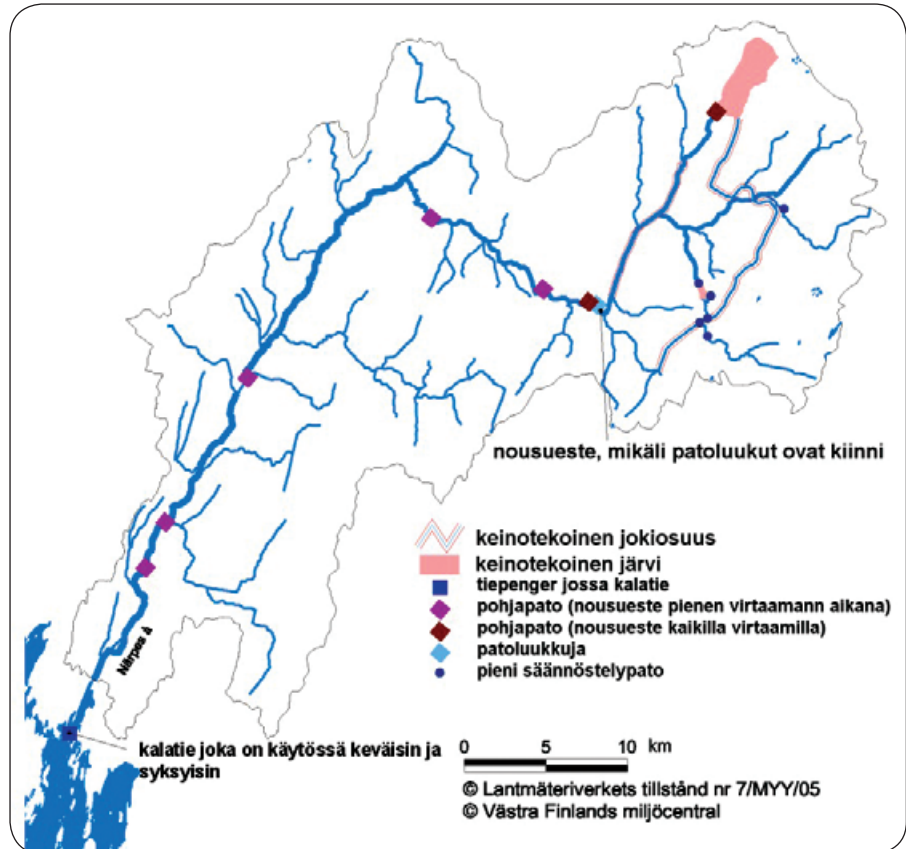 nousueste, mikäli patoluukut ovat kiinni
keinotekoinen jokiosuus
keinotekoinen järvi
tiepenger jossa kalatie
pohjapato (nousueste pienen virtaamann aikana)
pohjapato (nousueste kaikilla virtaamilla)
patoluukkuja
pieni säännöstelypato
Närpes å
kalatie joka on käytössä keväisin ja
syksyisin
0 5 10 km
© Lantmäteriverkets tillstånd nr 7/MYY/05
© Västra Finlands miljöcentral